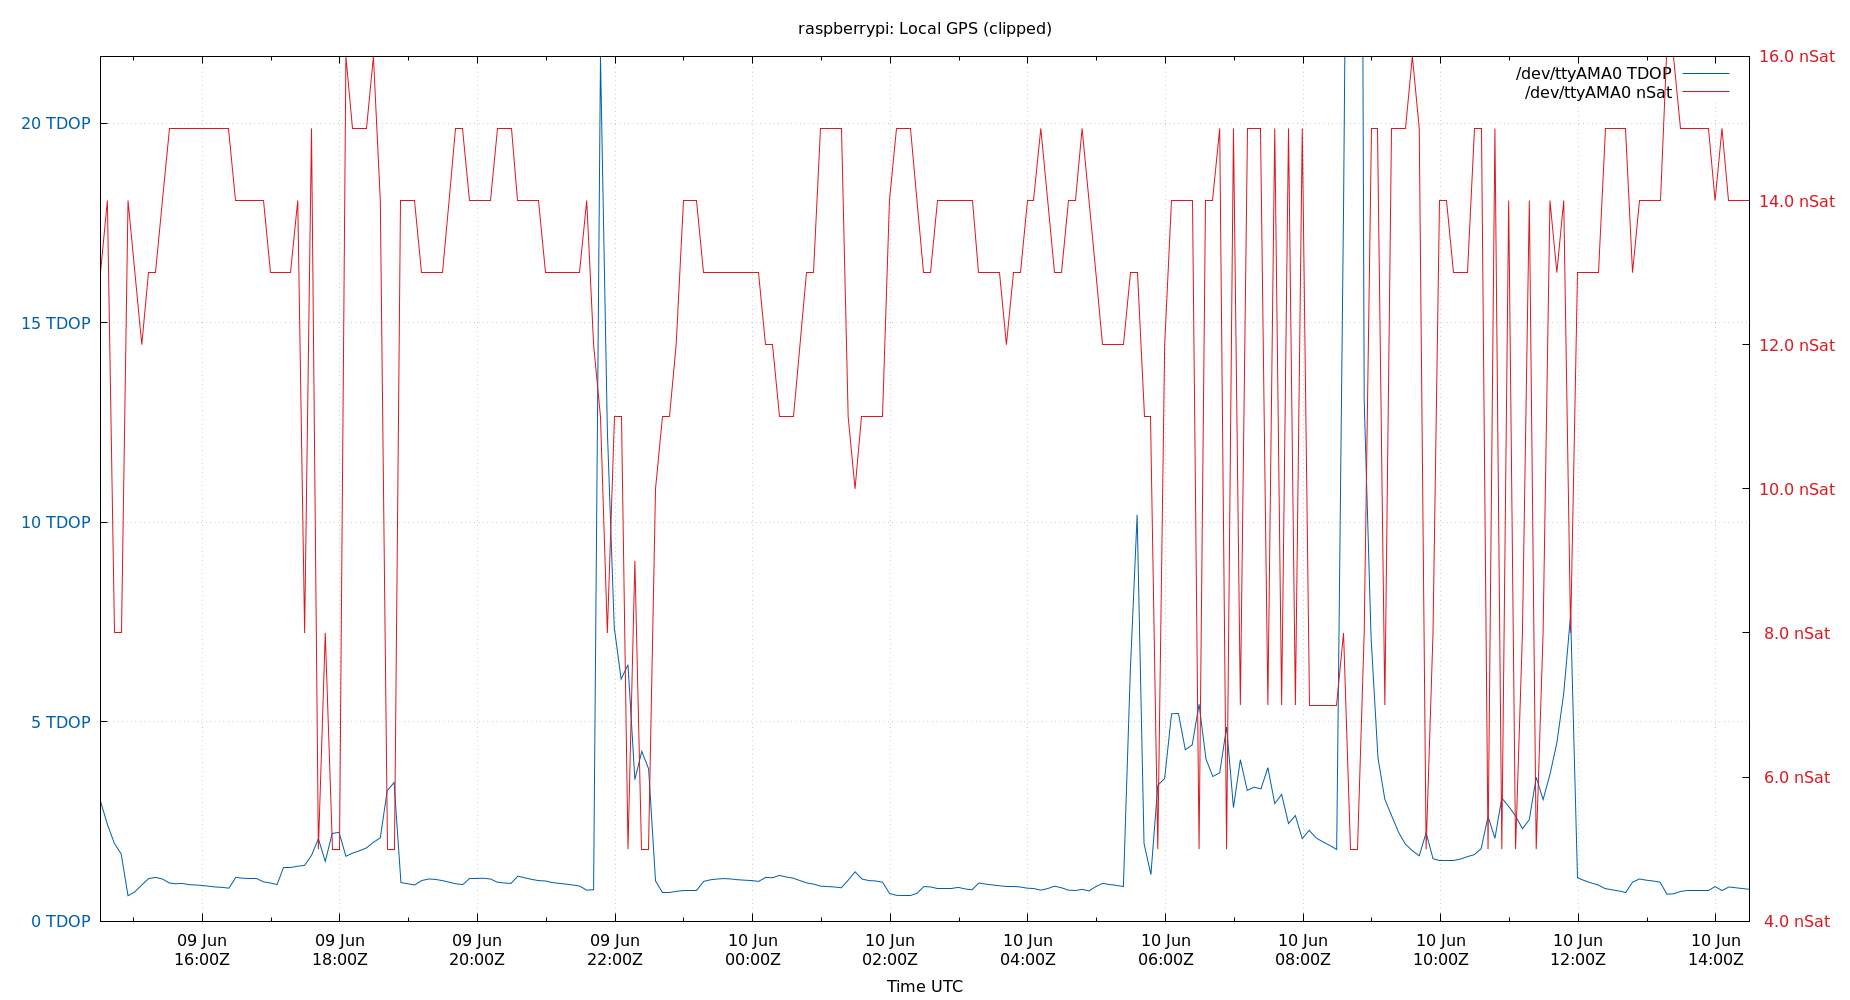 raspberrypi: Local GPS (clipped)
16.0 nSat
/dev/ttyAMA0 TDOP
/dev/ttyAMA0 nSat
20 TDOP
14.0 nSat
15 TDOP
12.0 nSat
10.0 nSat
10 TDOP
8.0 nSat
5 TDOP
6.0 nSat
0 TDOP
4.0 nSat
09 Jun 09 Jun 09 Jun 09 Jun 10 Jun 10 Jun 10 Jun 10 Jun 10 Jun 10 Jun 10 Jun 10 Jun
16:00Z 18:00Z 20:00Z 22:00Z 00:00Z 02:00Z 04:00Z 06:00Z 08:00Z 10:00Z 12:00Z 14:00Z
Time UTC